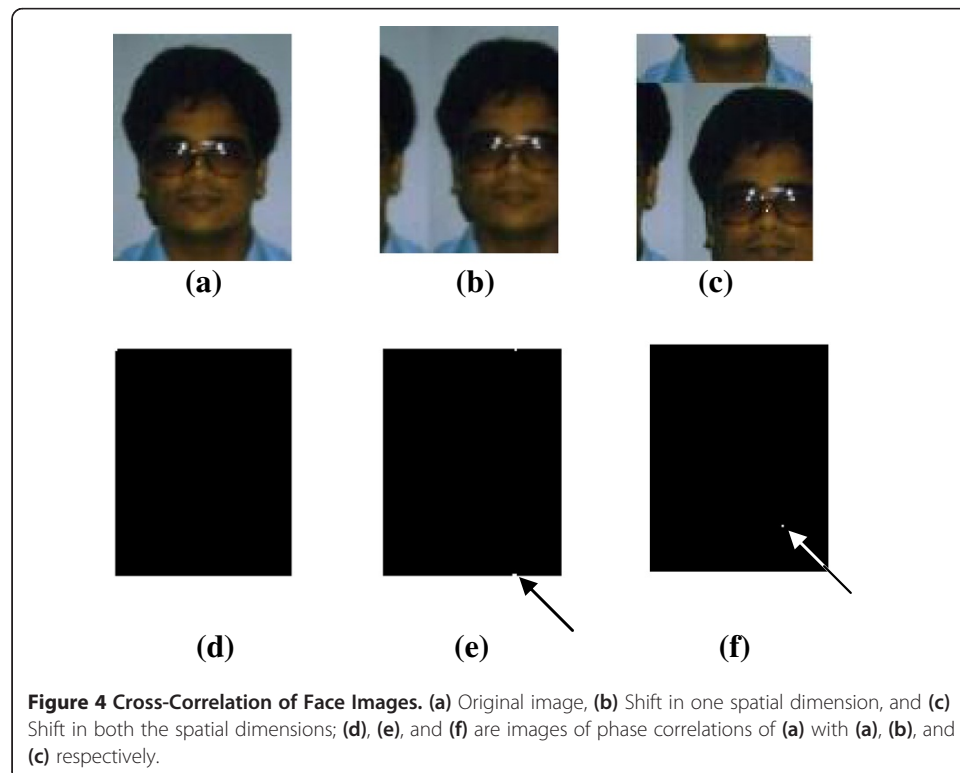 (a) (b) (c)
(d) (e) (f)
Figure 4 Cross-Correlation of Face Images. (a) Original image, (b) Shift in one spatial dimension, and (c)
Shift in both the spatial dimensions; (d), (e), and (f) are images of phase correlations of (a) with (a), (b), and
(c) respectively.